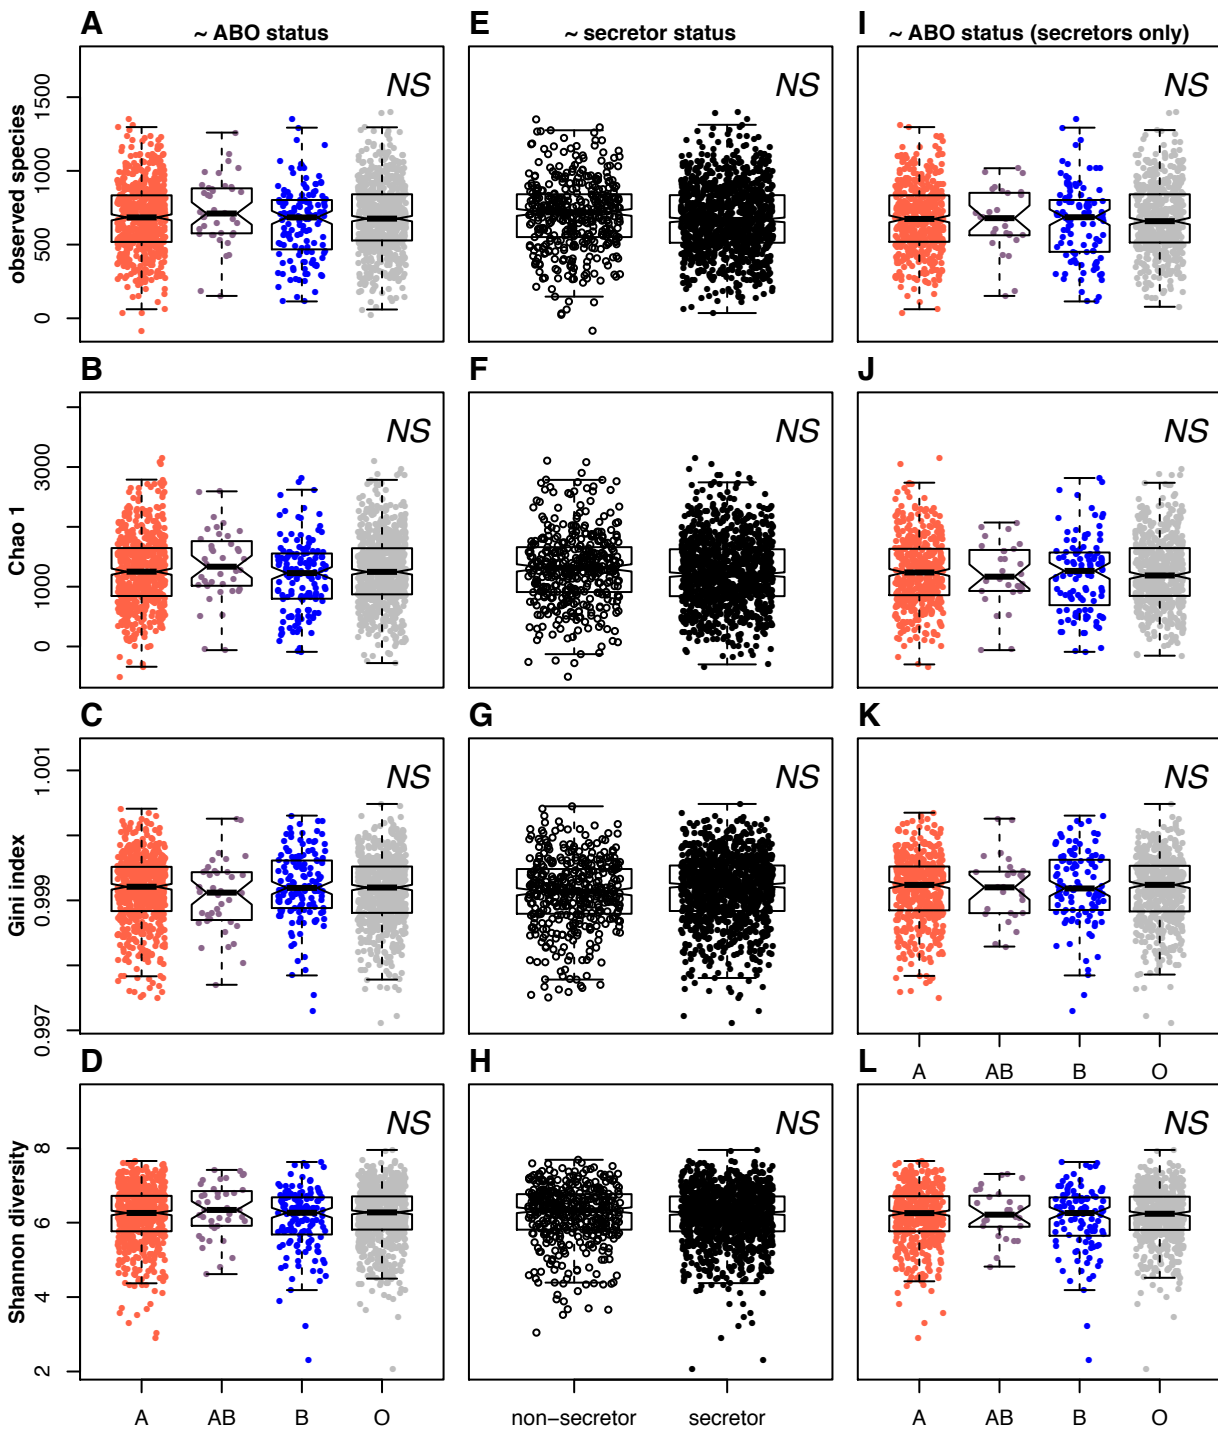 A
~ ABO status
E
~ secretor status
I
~ ABO status (secretors only)
observed species
0
500
1000
1500
NS
NS
NS
B
F
J
Chao 1
0
1000
3000
NS
NS
NS
C
G
K
Gini index
0.997
0.999
1.001
NS
NS
NS
A
AB
B
O
D
H
L
Shannon diversity
2
4
6
8
NS
NS
NS
A
AB
B
O
non−secretor
secretor
A
AB
B
O